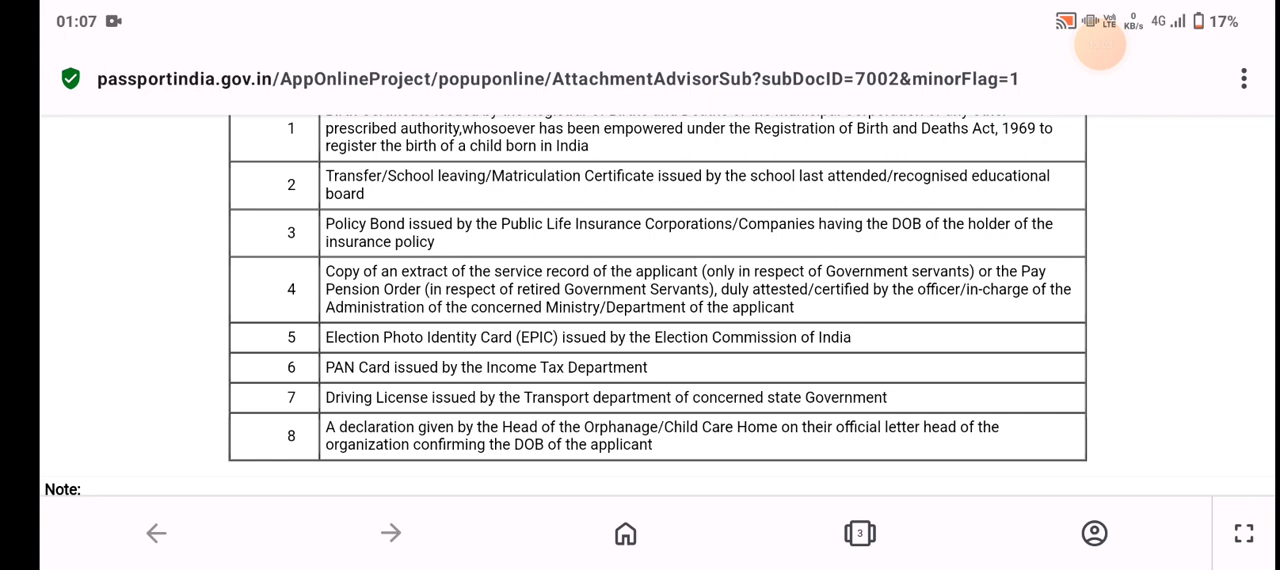 01:07
Vo) LTE 0 KB/s 4G 17%
passportindia.gov.in/AppOnlineProject/popuponline/AttachmentAdvisorSub?subDocID=7002&minorFlag=1
1
prescribed authority,whosoever has been empowered under the Registration of Birth and Deaths Act, 1969 to
register the birth of a child born in India
2
Transfer/School leaving/Matriculation Certificate issued by the school last attended/recognised educational
board
3
Policy Bond issued by the Public Life Insurance Corporations/Companies having the DOB of the holder of the
insurance policy
4
Copy of an extract of the service record of the applicant (only in respect of Government servants) or the Pay
Pension Order (in respect of retired Government Servants), duly attested/certified by the officer/in-charge of the
Administration of the concerned Ministry/Department of the applicant
5
Election Photo Identity Card (EPIC) issued by the Election Commission of India
6
PAN Card issued by the Income Tax Department
7
Driving License issued by the Transport department of concerned state Government
8
A declaration given by the Head of the Orphanage/Child Care Home on their official letter head of the
organization confirming the DOB of the applicant
Note:
3